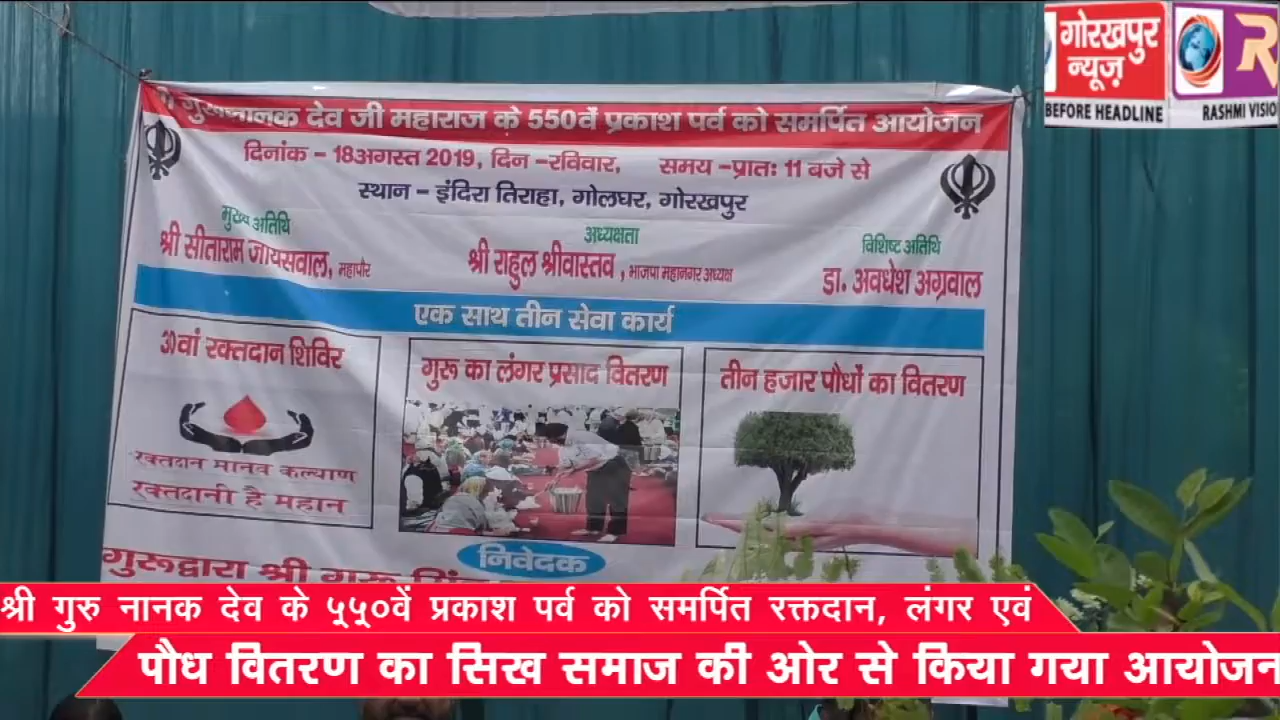 गोरखपुर
न्यूज़
BEFORE HEADLINE
R
RASHMI VISIO
गुरुनानक देव जी महाराज के 550वें प्रकाश पर्व को समर्पित आयोजन
दिनांक – 18अगस्त 2019, दिन –रविवार, समय –प्रातः 11 बजे से
स्थान – इंदिरा तिराहा, गोलघर, गोरखपुर
मुख्य अतिथि
श्री सीताराम जायसवाल, महापौर
अध्यक्षता
श्री राहुल श्रीवास्तव , भाजपा महानगर अध्यक्ष
विशिष्ट अतिथि
डा. अवधेश अग्रवाल
एक साथ तीन सेवा कार्य
30वां रक्तदान शिविर
रक्तदान मानव कल्याण
रक्तदानी है महान
गुरू का लंगर प्रसाद वितरण
तीन हजार पौधों का वितरण
निवेदक
गुरूद्वारा श्री गुरू
श्री गुरु नानक देव के ५५०वें प्रकाश पर्व को समर्पित रक्तदान, लंगर एवं
पौध वितरण का सिख समाज की ओर से किया गया आयोजन